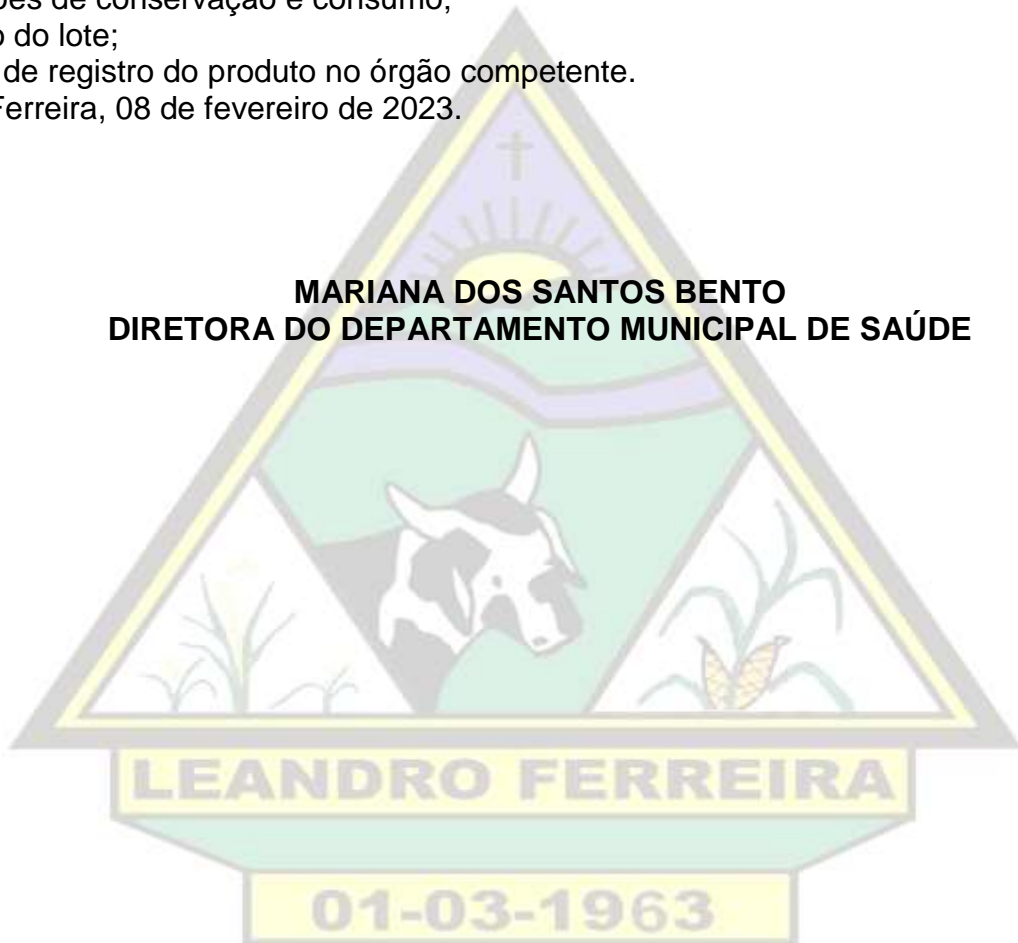 ões de conservação e consumo;
o do lote;
de registro do produto no órgão competente.
Ferreira, 08 de fevereiro de 2023.
MARIANA DOS SANTOS BENTO
DIRETORA DO DEPARTAMENTO MUNICIPAL DE SAÚDE
LEANDRO FERREIRA
01-03-1963